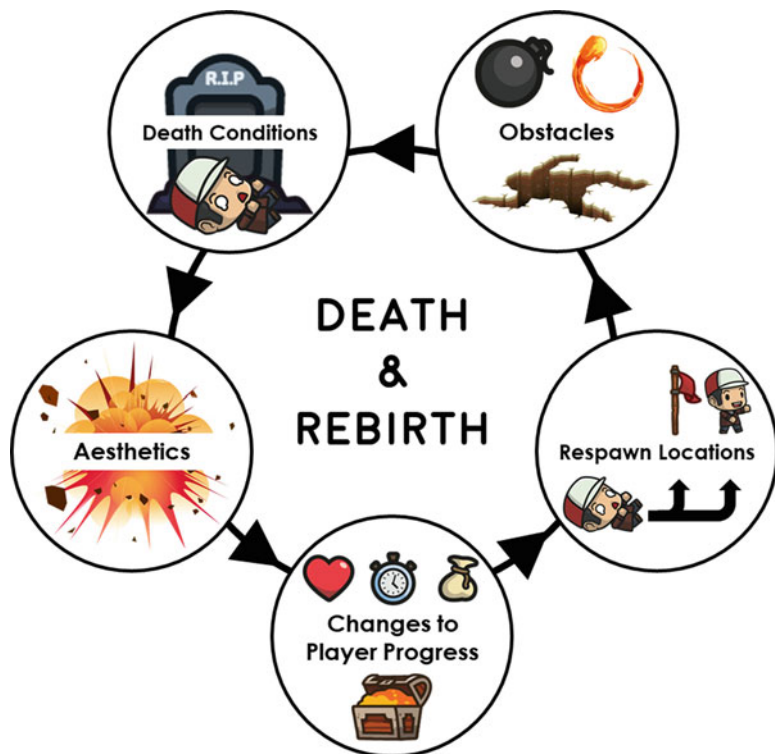 R.I.P
Death Conditions
Obstacles
DEATH
&
REBIRTH
Aesthetics
Respawn Locations
Changes to
Player Progress